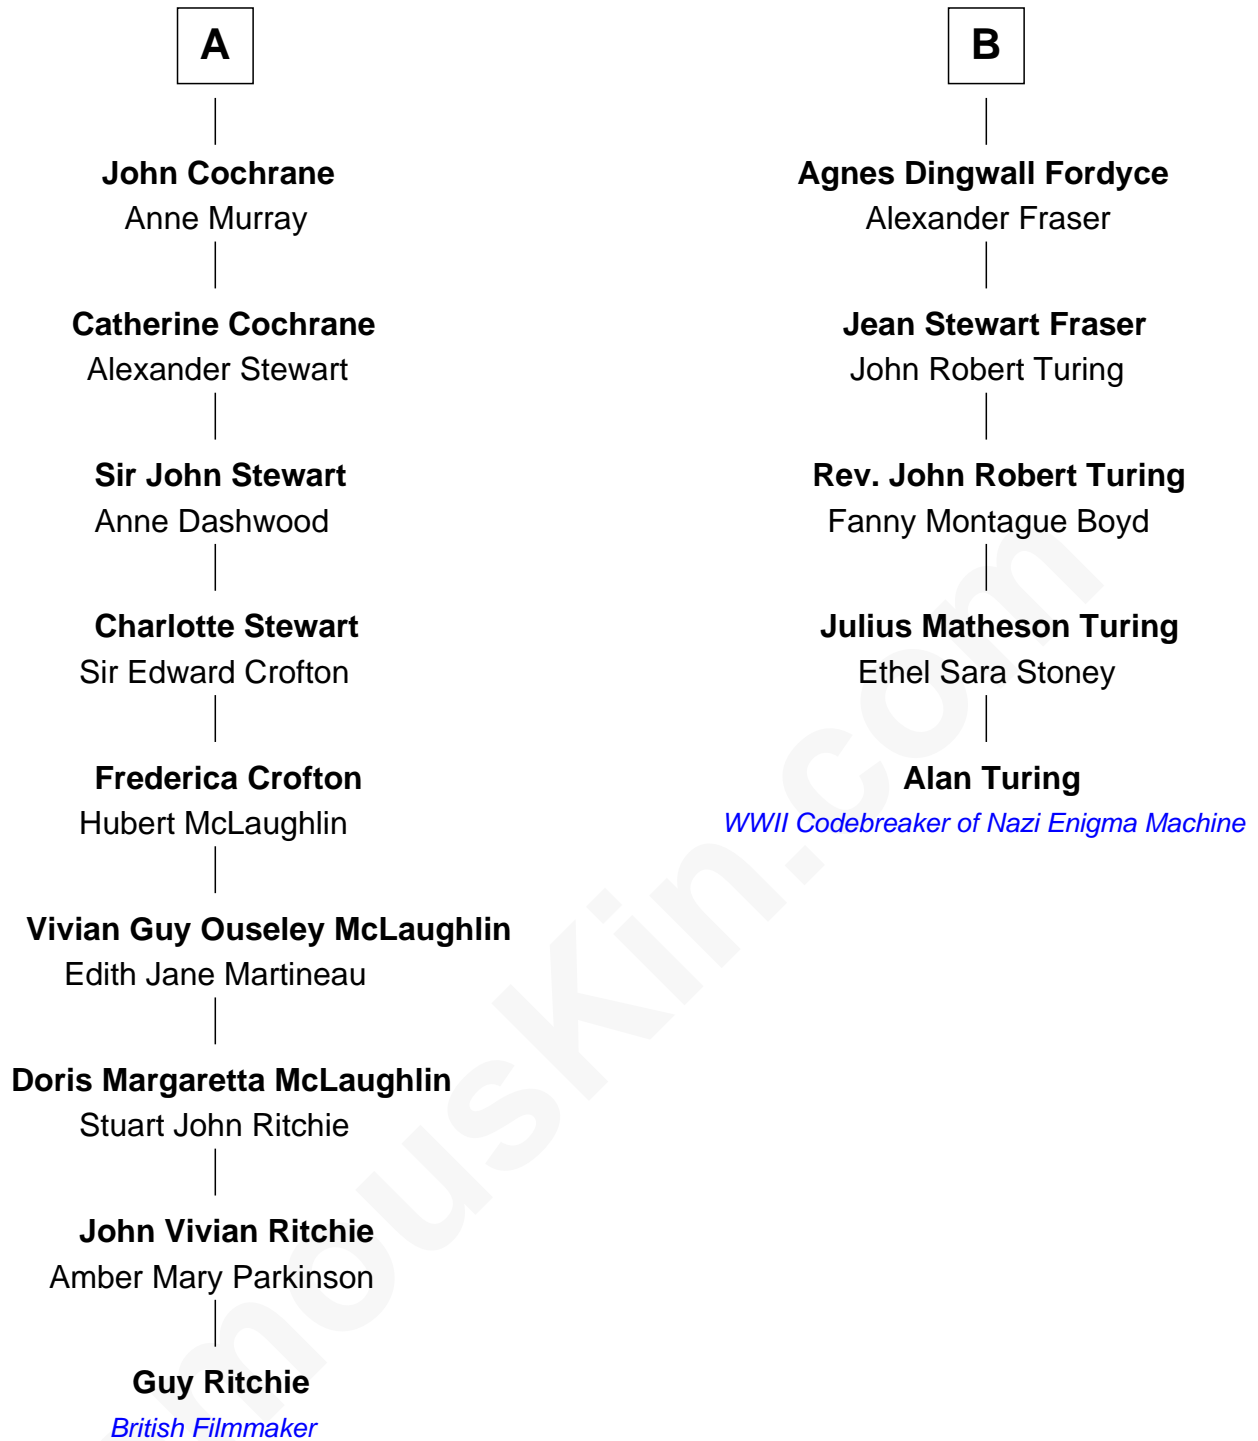 A
John Cochrane
Anne Murray
Catherine Cochrane
Alexander Stewart
Sir John Stewart
Anne Dashwood
Charlotte Stewart
Sir Edward Crofton
Frederica Crofton
Hubert McLaughlin
Vivian Guy Ouseley McLaughlin
Edith Jane Martineau
Doris Margaretta McLaughlin
Stuart John Ritchie
John Vivian Ritchie
Amber Mary Parkinson
Guy Ritchie
British Filmmaker
B
Agnes Dingwall Fordyce
Alexander Fraser
Jean Stewart Fraser
John Robert Turing
Rev. John Robert Turing
Fanny Montague Boyd
Julius Matheson Turing
Ethel Sara Stoney
Alan Turing
WWII Codebreaker of Nazi Enigma Machine
mousKin.com